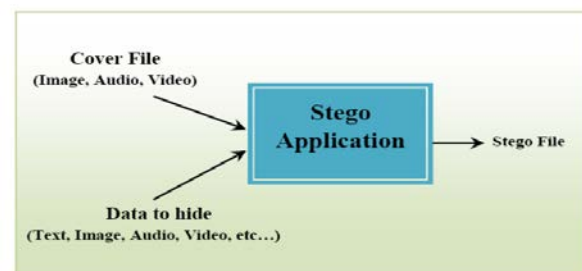 Cover File
(Image, Audio, Video)
Stego
Application
Stego File
Data to hide
(Text, Image, Audio, Video, etc...)